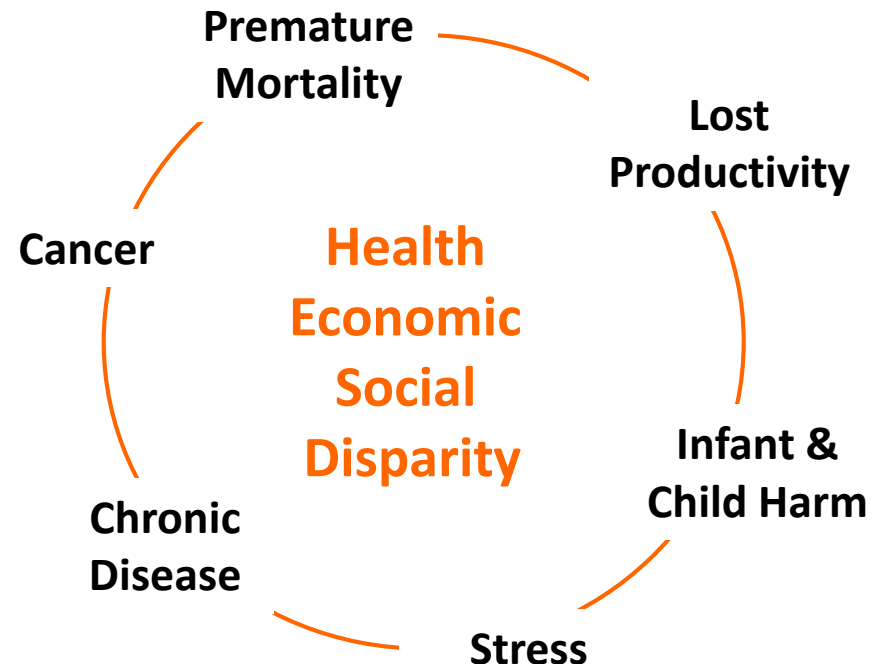 Premature
Mortality
Lost
Productivity
Cancer
Health
Economic
Social
Disparity
Infant &
Child Harm
Chronic
Disease
Stress